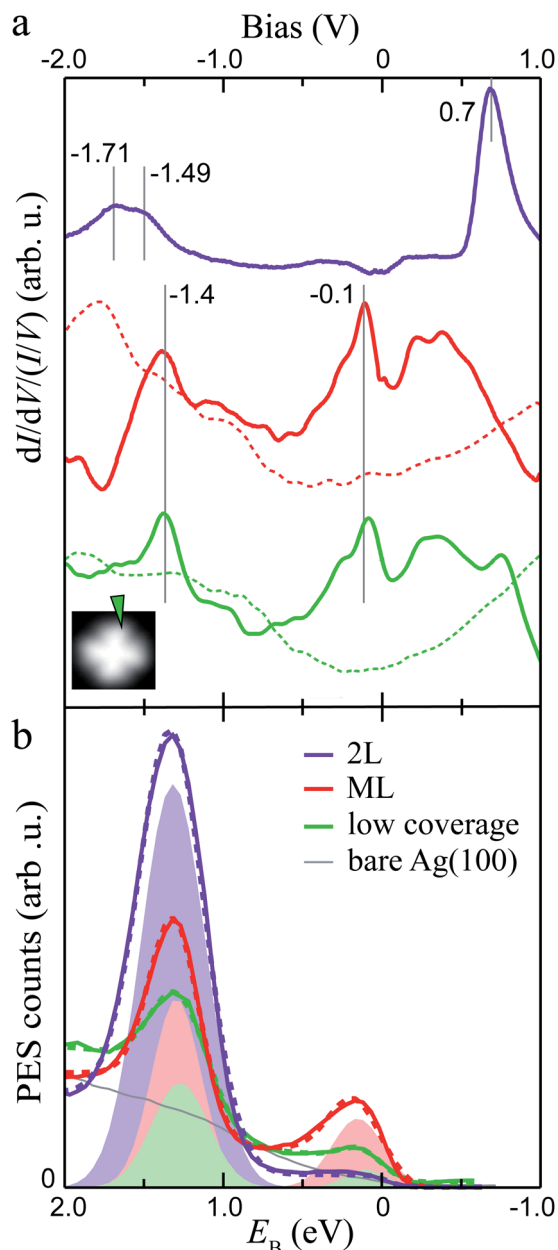 a
Bias (V)
-2.0 -1.0 0 1.0
0.7
-1.71
-1.49
-1.4
-0.1
dI/dV/(I/V) (arb. u.)
b
2L
ML
low coverage
bare Ag(100)
PES counts (arb .u.)
0
2.0 1.0 0 -1.0
E_B (eV)